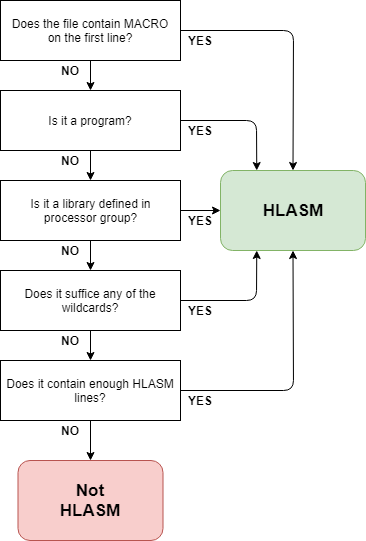 Does the file contain MACRO
on the first line?
YES
NO
Is it a program?
YES
NO
Is it a library defined in
processor group?
YES
HLASM
NO
Does it suffice any of the
wildcards?
YES
NO
Does it contain enough HLASM
lines?
YES
NO
Not
HLASM